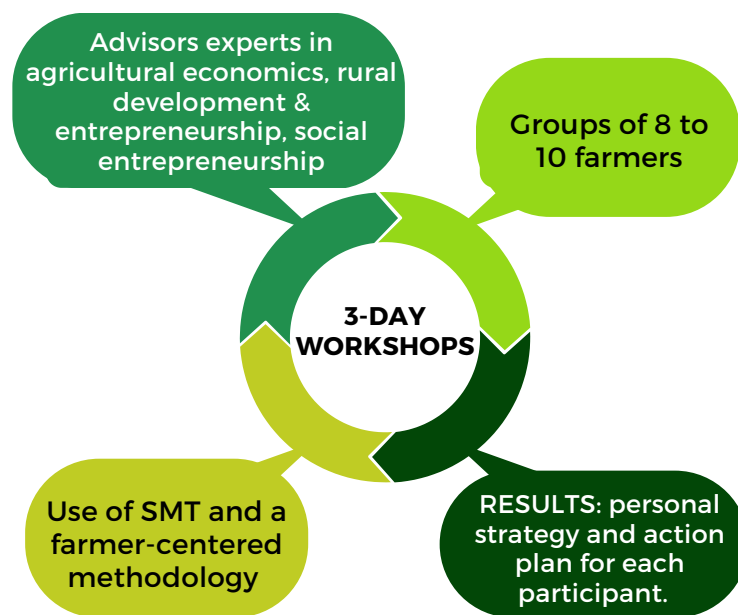 Advisors experts in
agricultural economics, rural
development &
entrepreneurship, social
entrepreneurship
Groups of 8 to
10 farmers
3-DAY
WORKSHOPS
Use of SMT and a
farmer-centered
methodology
RESULTS: personal
strategy and action
plan for each
participant.